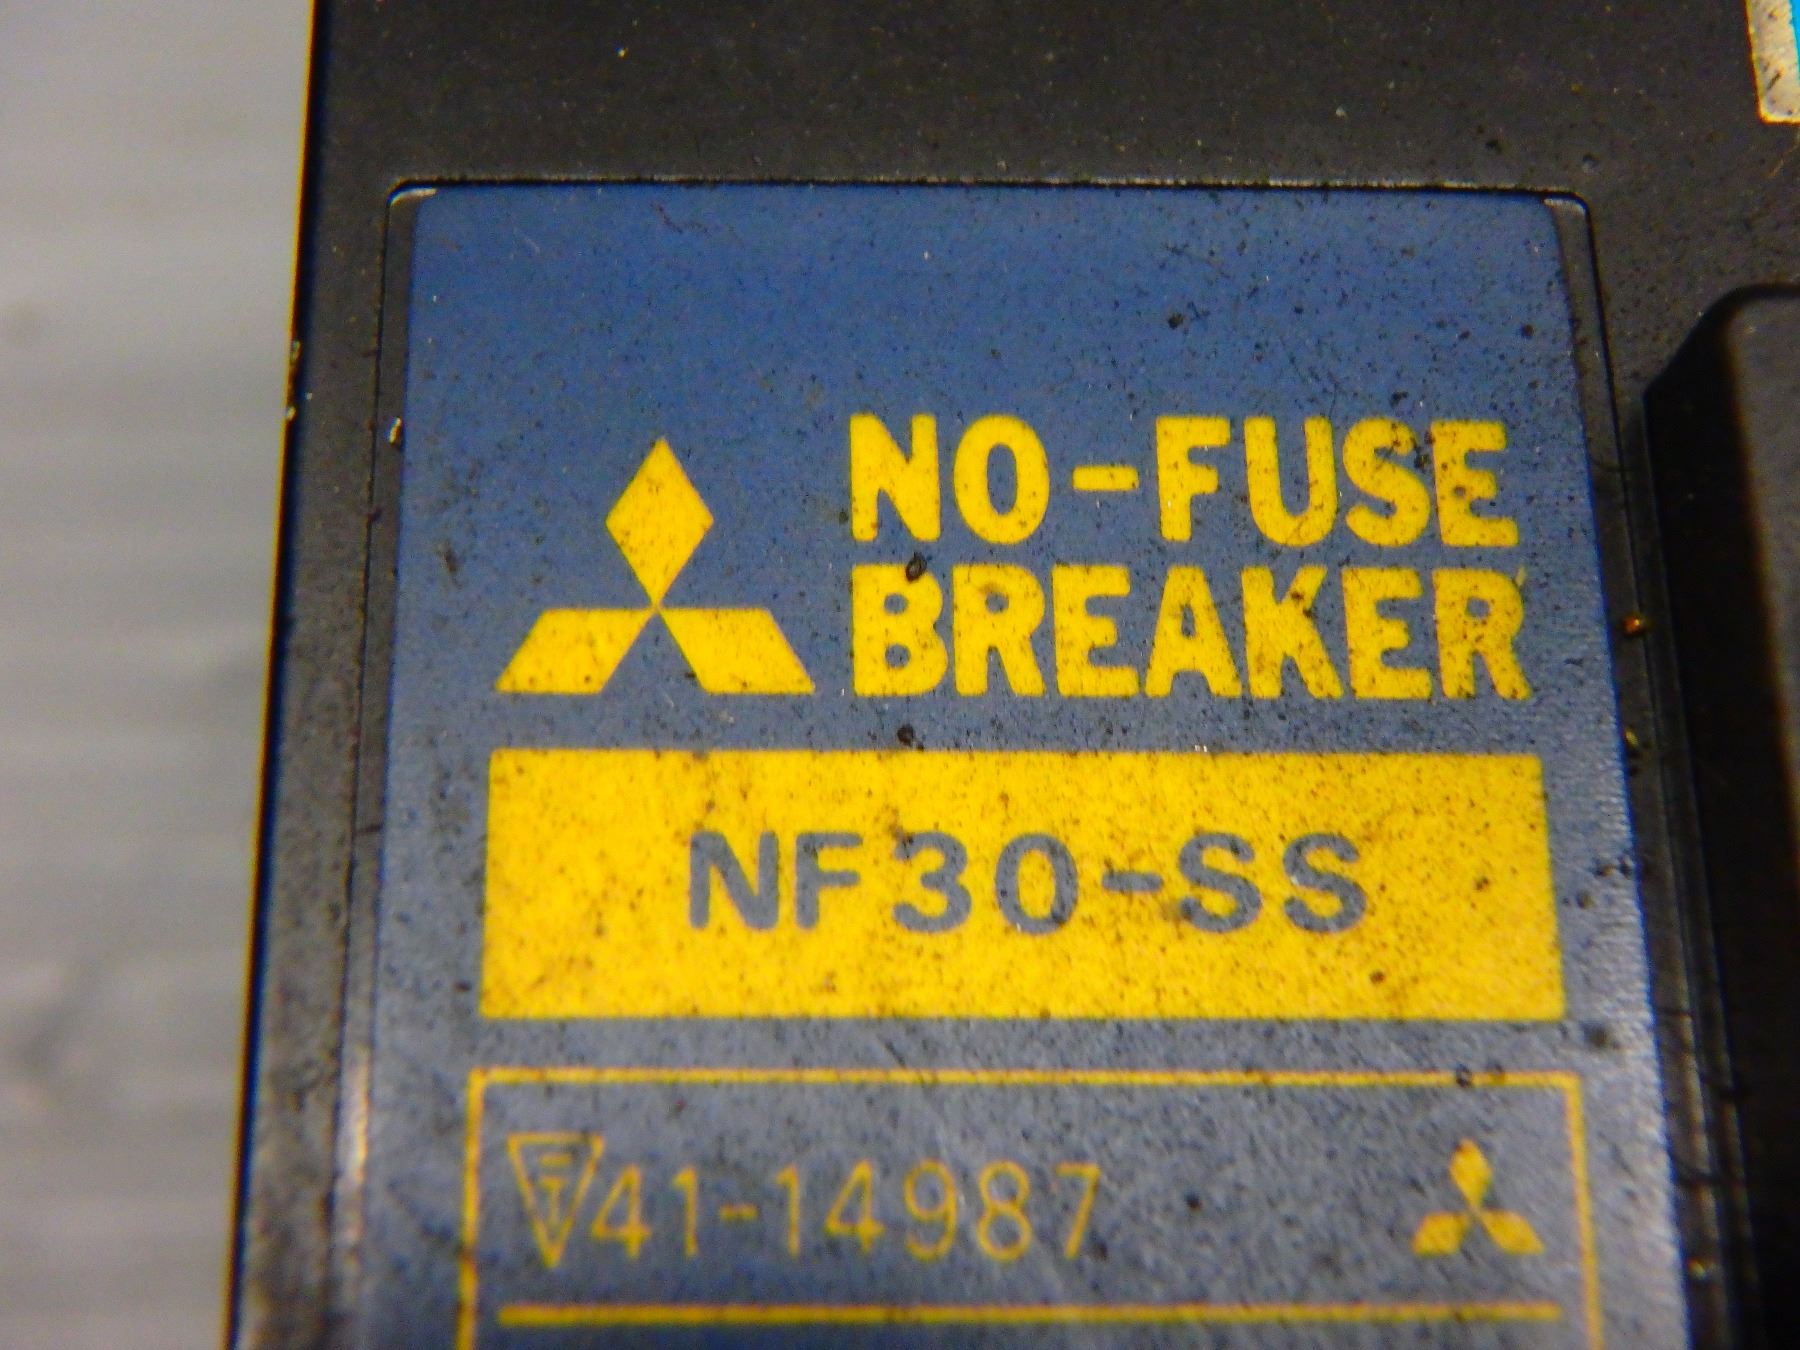 NO-FUSE
BREAKER
NF30-SS
T 41-14987